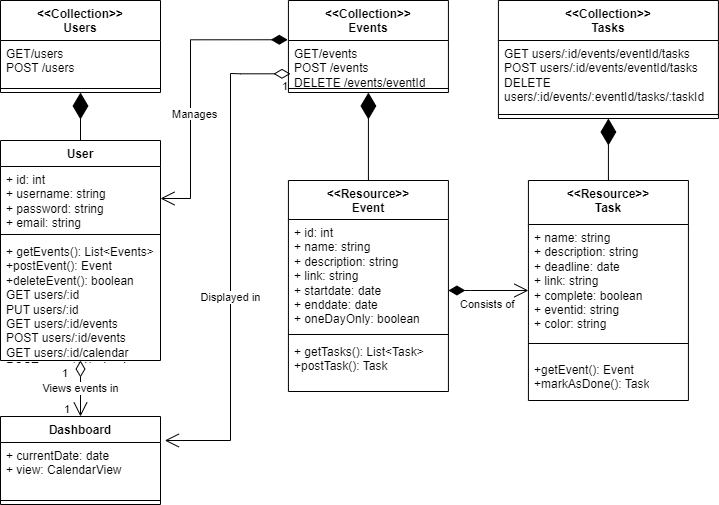 <<Collection>>
Users
GET/users
POST /users
<<Collection>>
Events
GET/events
POST /events
DELETE /events/eventId
1
<<Collection>>
Tasks
GET users/:id/events/eventId/tasks
POST users/:id/events/eventId/tasks
DELETE
users/:id/events/:eventId/tasks/:taskId
Manages
User
+ id: int
+ username: string
+ password: string
+ email: string
+ getEvents(): List<Events>
+postEvent(): Event
+deleteEvent(): boolean
GET users/:id
PUT users/:id
GET users/:id/events
POST users/:id/events
GET users/:id/calendar
<<Resource>>
Event
+ id: int
+ name: string
+ description: string
+ link: string
+ startdate: date
+ enddate: date
+ oneDayOnly: boolean
+ getTasks(): List<Task>
+postTask(): Task
<<Resource>>
Task
+ name: string
+ description: string
+ deadline: date
+ link: string
+ complete: boolean
+ eventid: string
+ color: string
+getEvent(): Event
+markAsDone(): Task
Displayed in
Consists of
1
Views events in
1
Dashboard
+ currentDate: date
+ view: CalendarView